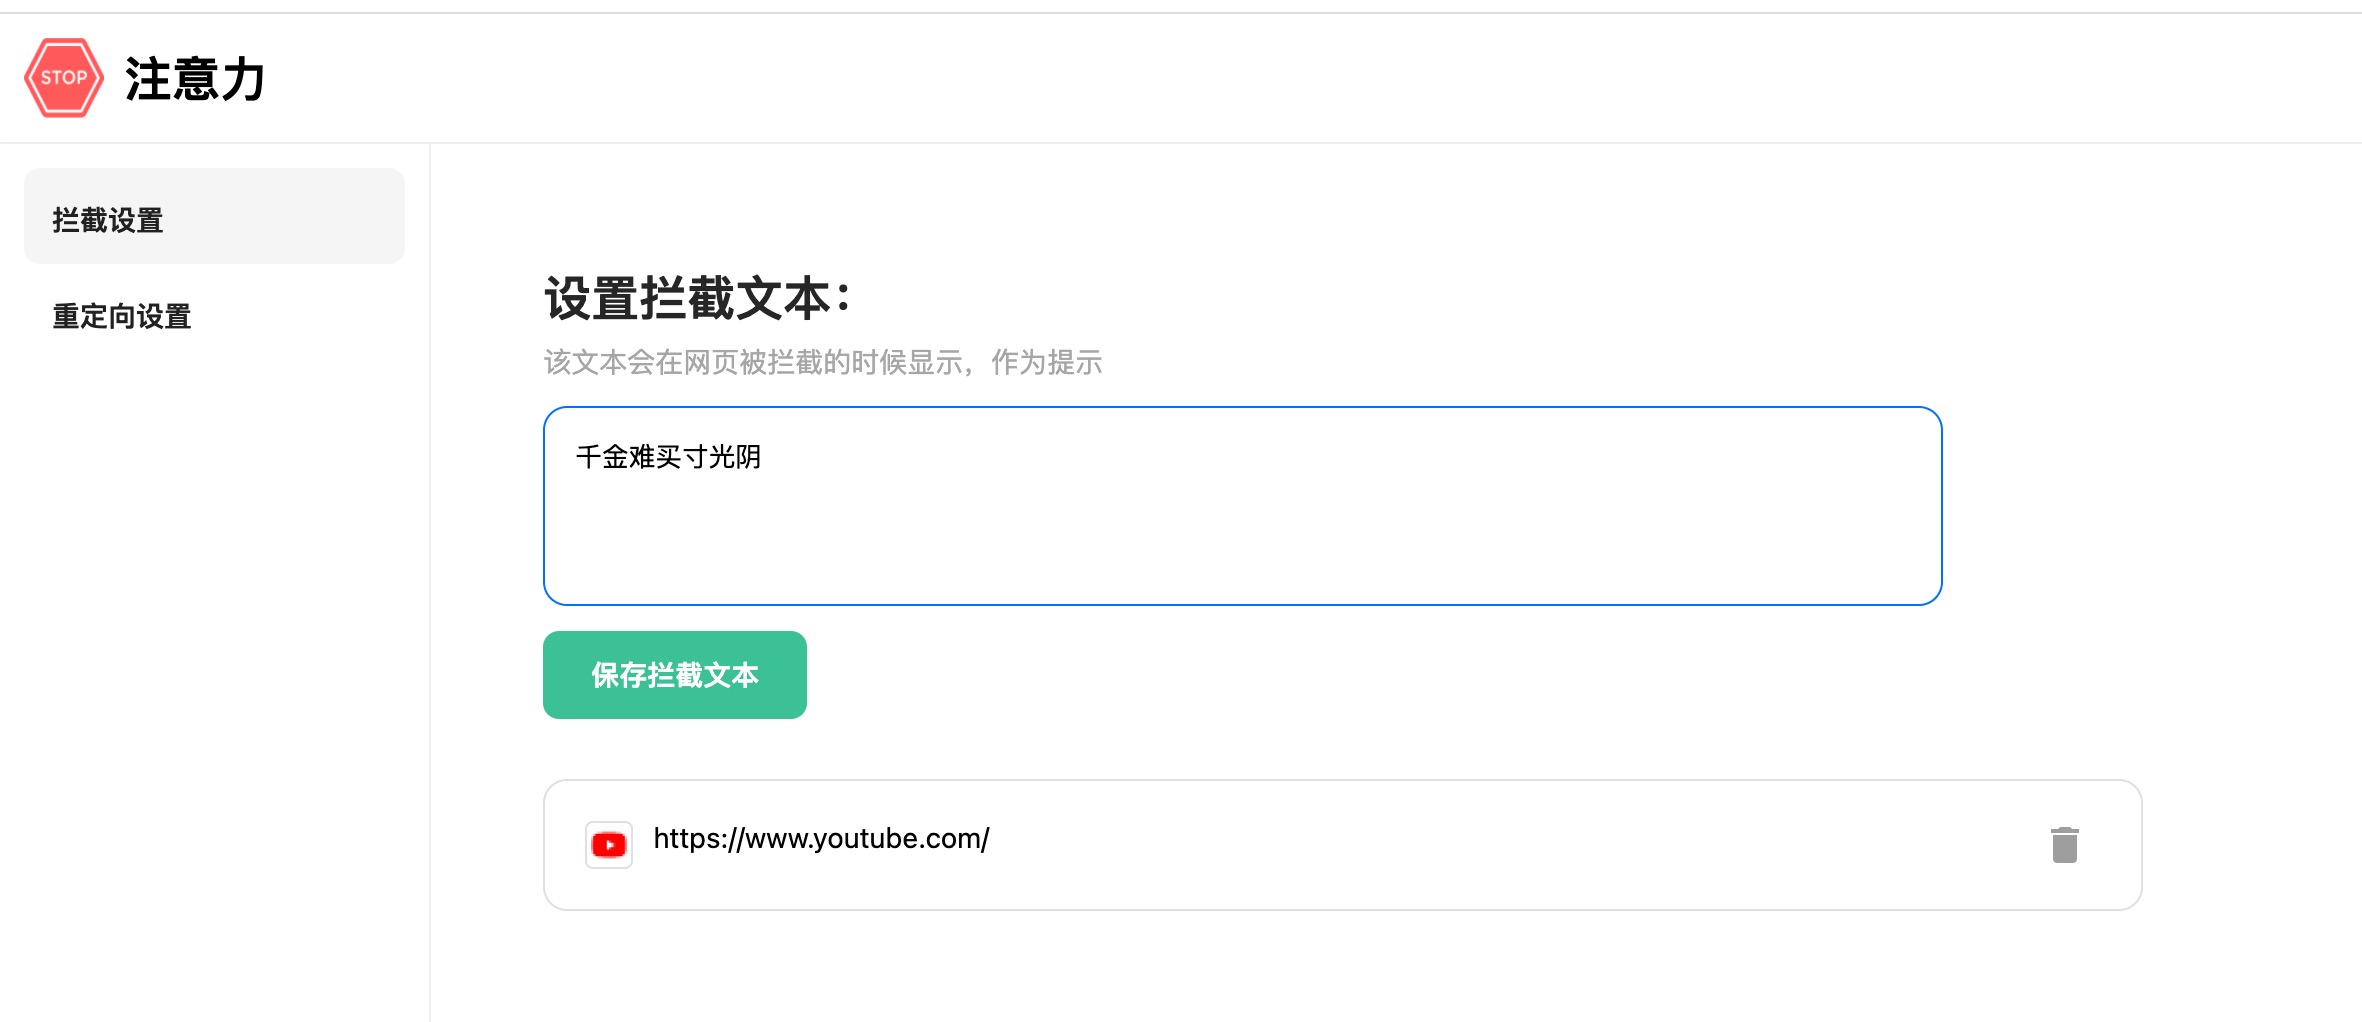 STOP
注意力
拦截设置
重定向设置
设置拦截文本：
该文本会在网页被拦截的时候显示，作为提示
千金难买寸光阴
保存拦截文本
https://www.youtube.com/